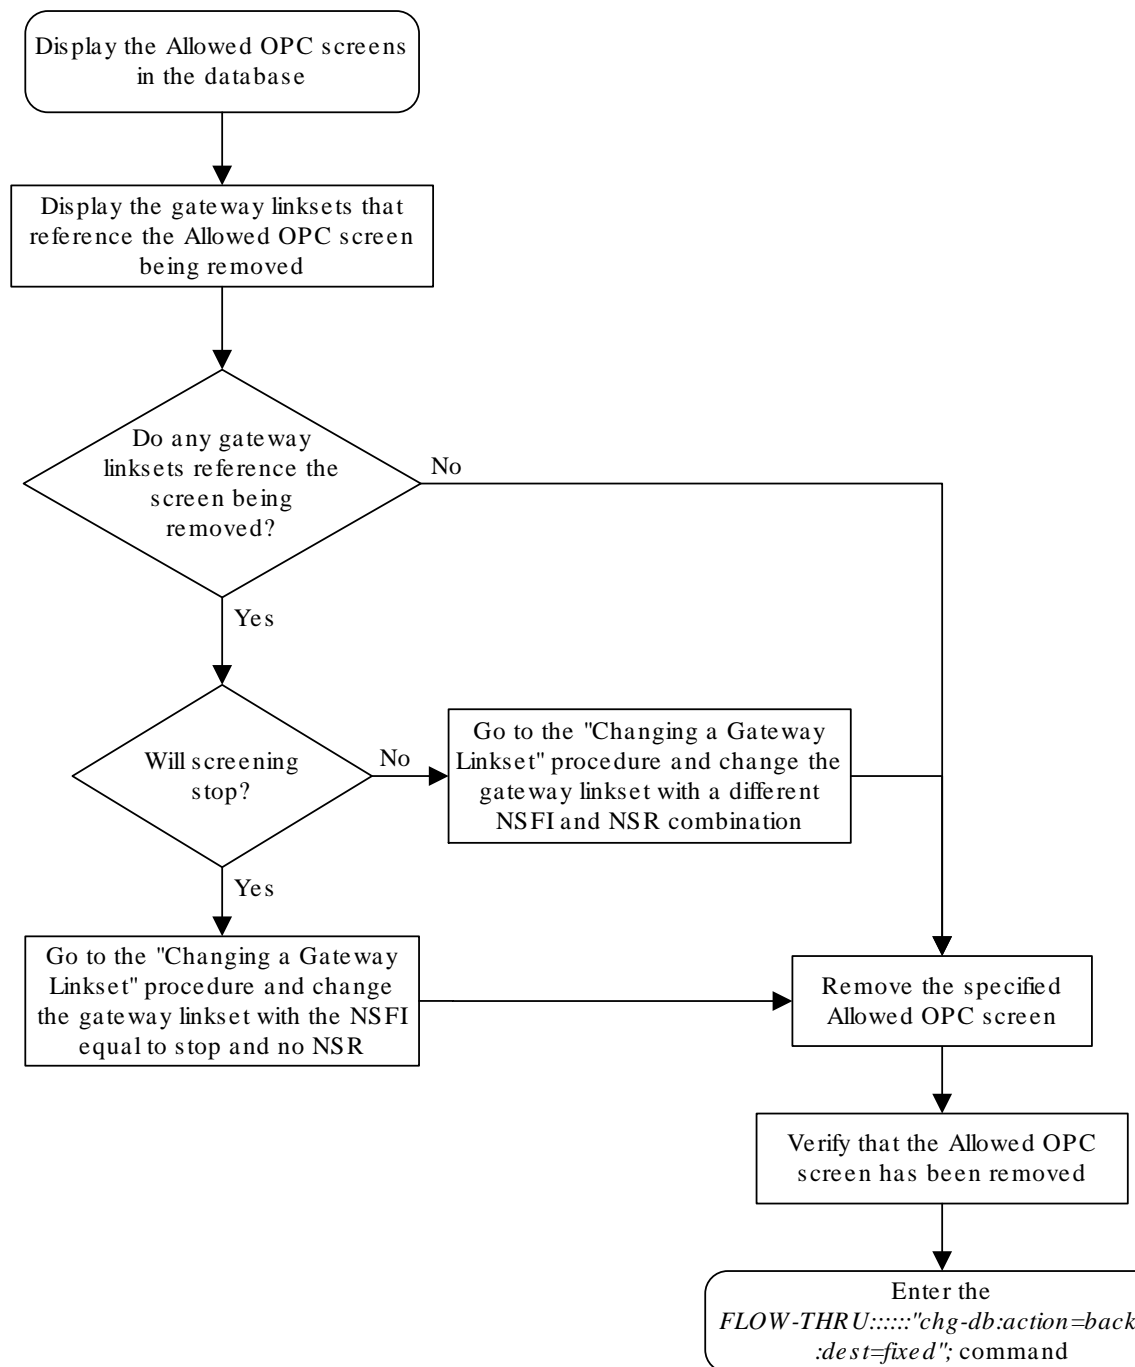 Display the Allowed OPC screens
in the database
Display the gateway linksets that
reference the Allowed OPC screen
being removed
Do any gateway
linksets reference the
screen being
removed?
No
Yes
Will screening
stop?
No
Go to the "Changing a Gateway
Linkset" procedure and change the
gateway linkset with a different
NSFI and NSR combination
Yes
Go to the "Changing a Gateway
Linkset" procedure and change
the gateway linkset with the NSFI
equal to stop and no NSR
Remove the specified
Allowed OPC screen
Verify that the Allowed OPC
screen has been removed
Enter the
FLOW-THRU::::::"chg-db:action=back
:dest=fixed"; command